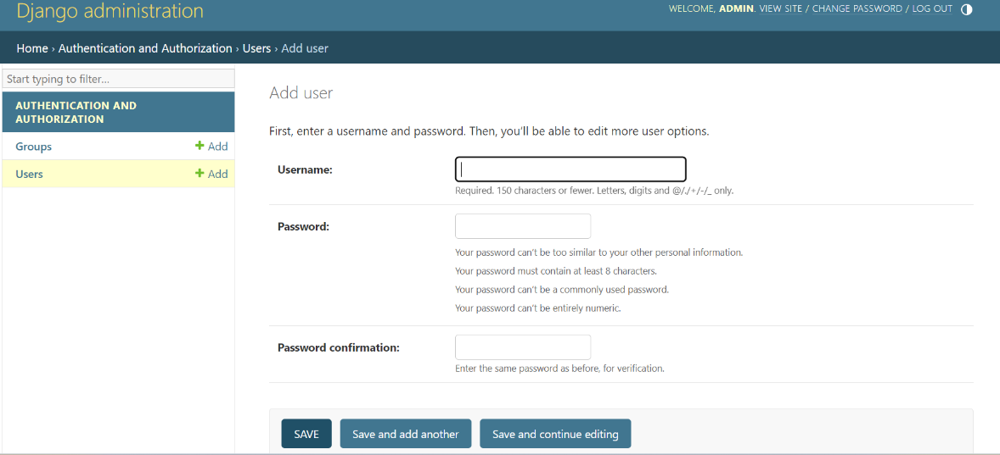 Django administration
WELCOME, ADMIN. VIEW SITE / CHANGE PASSWORD / LOG OUT
Home › Authentication and Authorization › Users › Add user
Start typing to filter...
AUTHENTICATION AND
AUTHORIZATION
Groups + Add
Users + Add
Add user
First, enter a username and password. Then, you'll be able to edit more user options.
Username:
Required. 150 characters or fewer. Letters, digits and @/./+/-/_ only.
Password:
Your password can't be too similar to your other personal information.
Your password must contain at least 8 characters.
Your password can't be a commonly used password.
Your password can't be entirely numeric.
Password confirmation:
Enter the same password as before, for verification.
SAVE Save and add another Save and continue editing